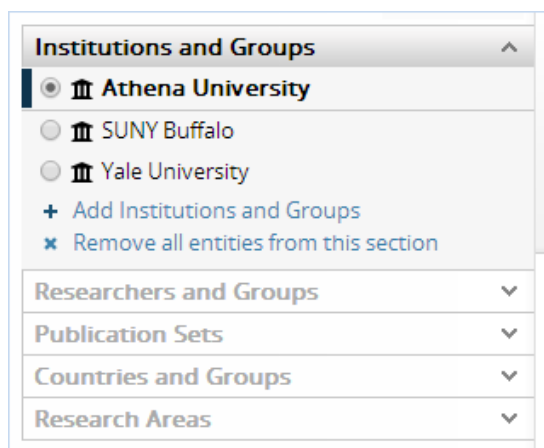 Institutions and Groups
Athena University
SUNY Buffalo
Yale University
+ Add Institutions and Groups
× Remove all entities from this section
Researchers and Groups
Publication Sets
Countries and Groups
Research Areas